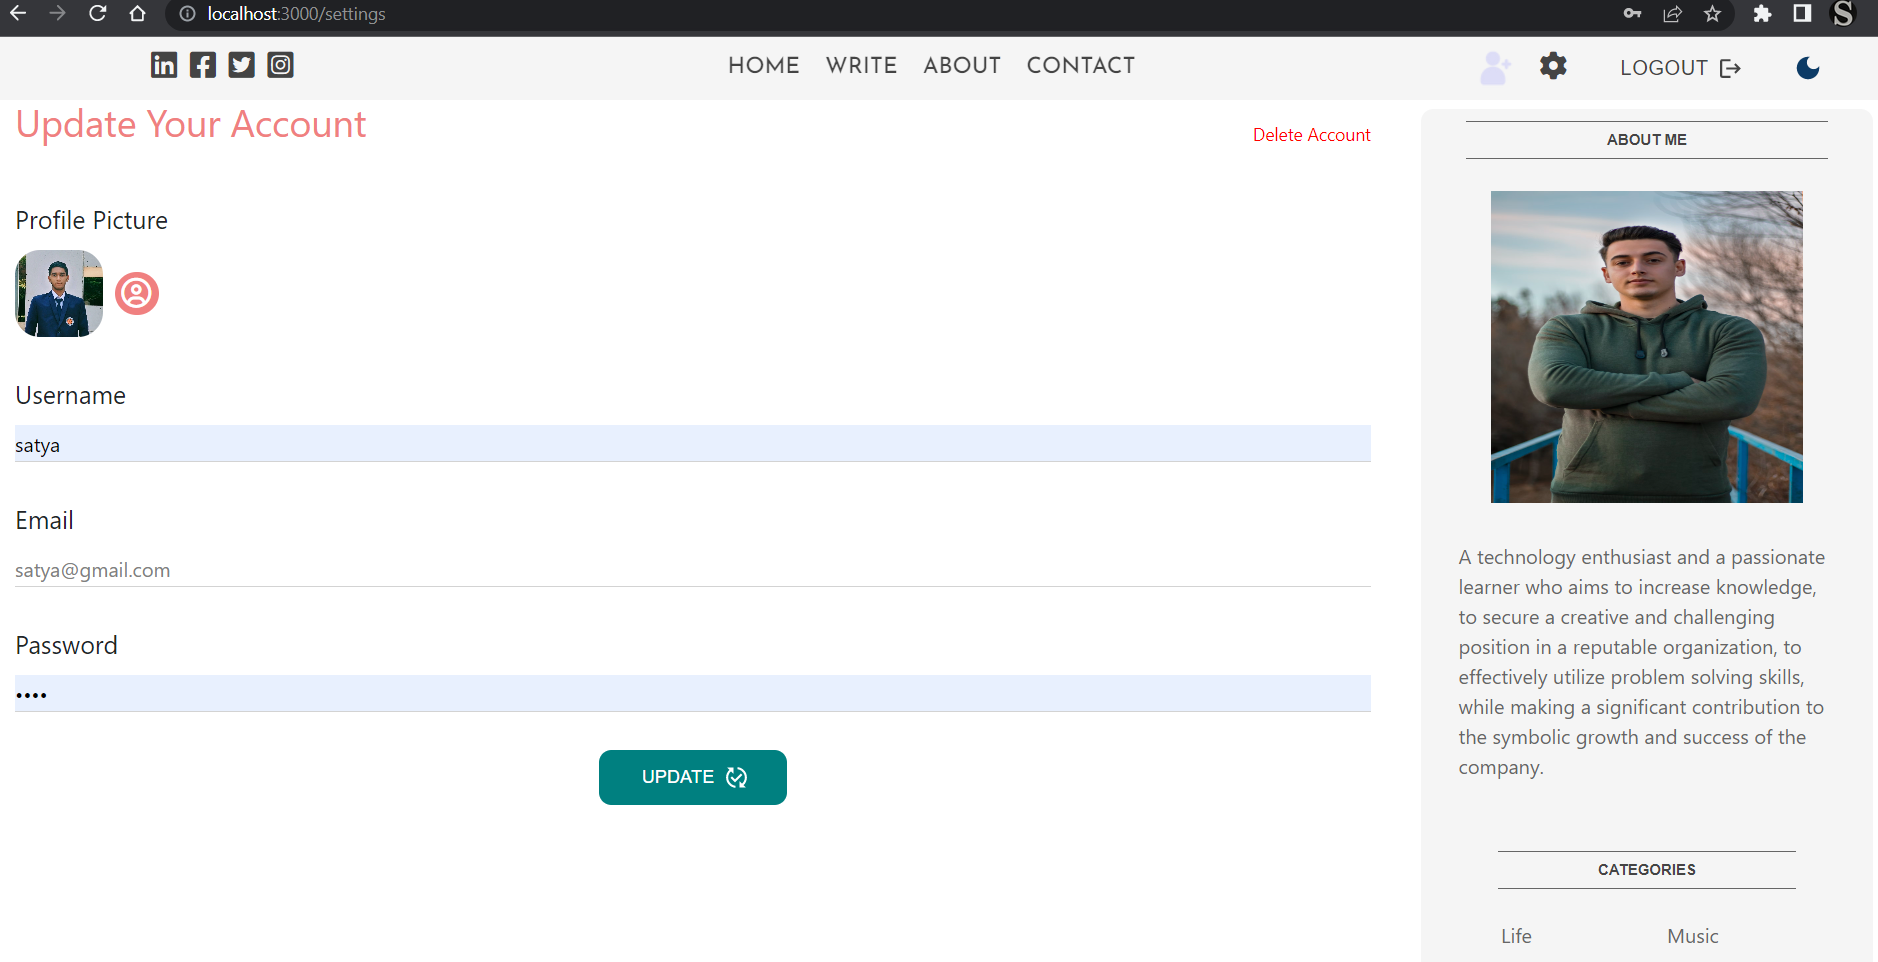 localhost:3000/settings
HOME WRITE ABOUT CONTACT
LOGOUT
Update Your Account
Delete Account
Profile Picture
Username
satya
Email
satya@gmail.com
Password
••••
UPDATE
ABOUT ME
A technology enthusiast and a passionate
learner who aims to increase knowledge,
to secure a creative and challenging
position in a reputable organization, to
effectively utilize problem solving skills,
while making a significant contribution to
the symbolic growth and success of the
company.
CATEGORIES
Life Music